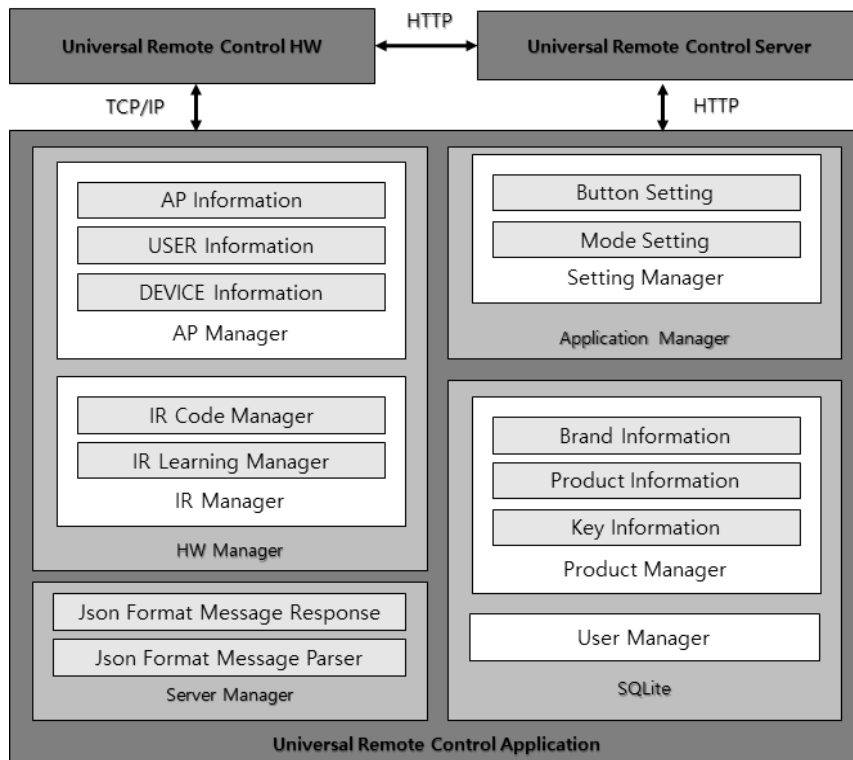 Universal Remote Control HW
HTTP
Universal Remote Control Server
TCP/IP
HTTP
AP Information
USER Information
DEVICE Information
AP Manager
IR Code Manager
IR Learning Manager
IR Manager
HW Manager
Json Format Message Response
Json Format Message Parser
Server Manager
Button Setting
Mode Setting
Setting Manager
Application Manager
Brand Information
Product Information
Key Information
Product Manager
User Manager
SQLite
Universal Remote Control Application